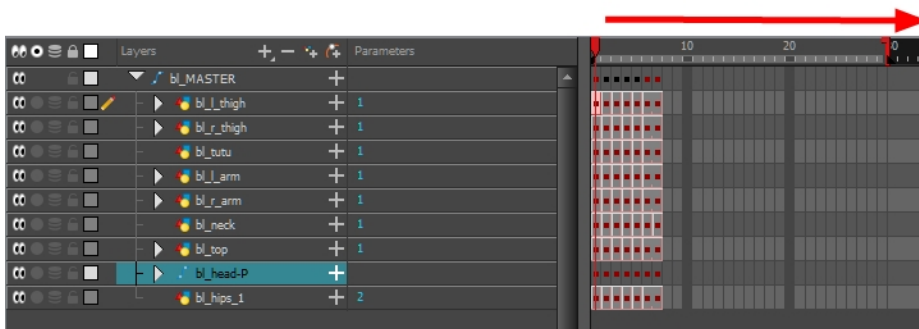 10 20 30
Layers Parameters
bl_MASTER
bl_l_thigh 1
bl_r_thigh 1
bl_tutu 1
bl_l_arm 1
bl_r_arm 1
bl_neck 1
bl_top 1
bl_head-P
bl_hips_1 2